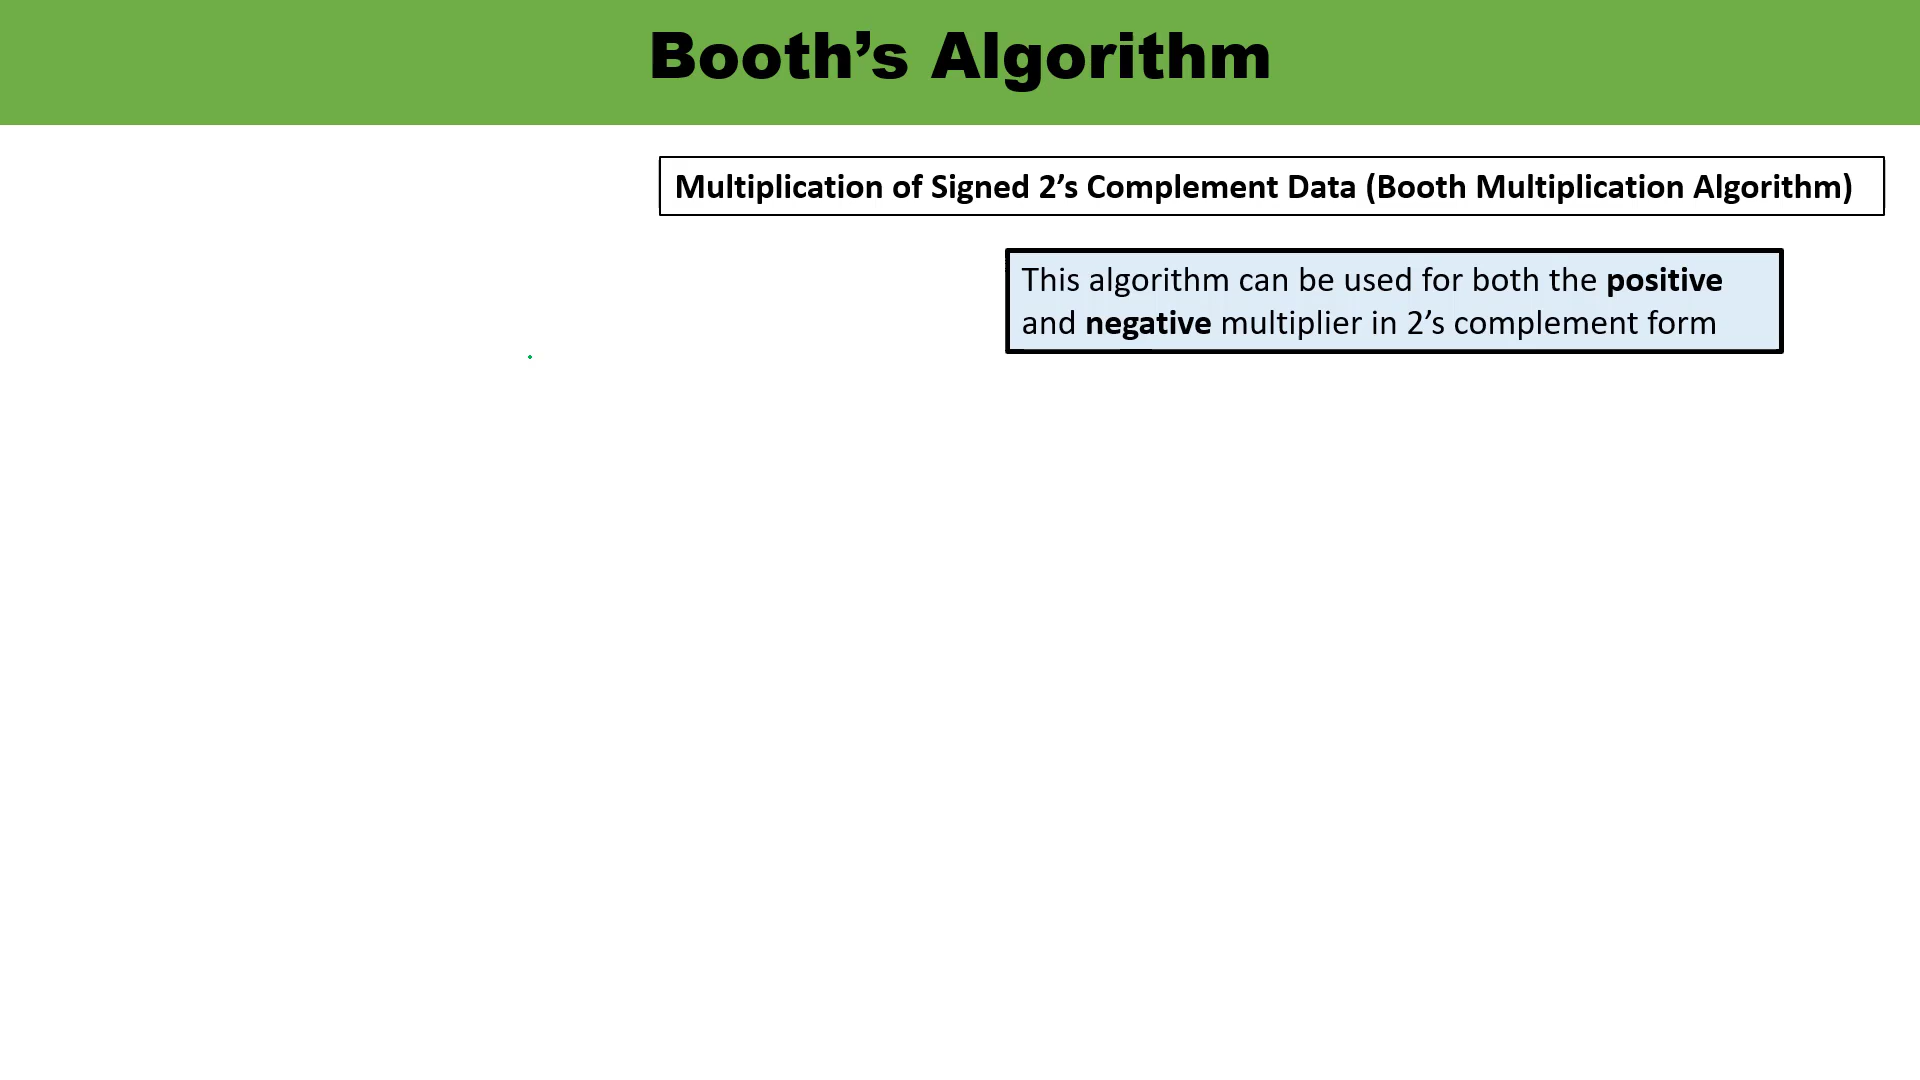 Booth’s Algorithm
Multiplication of Signed 2’s Complement Data (Booth Multiplication Algorithm)
This algorithm can be used for both the positive
and negative multiplier in 2’s complement form